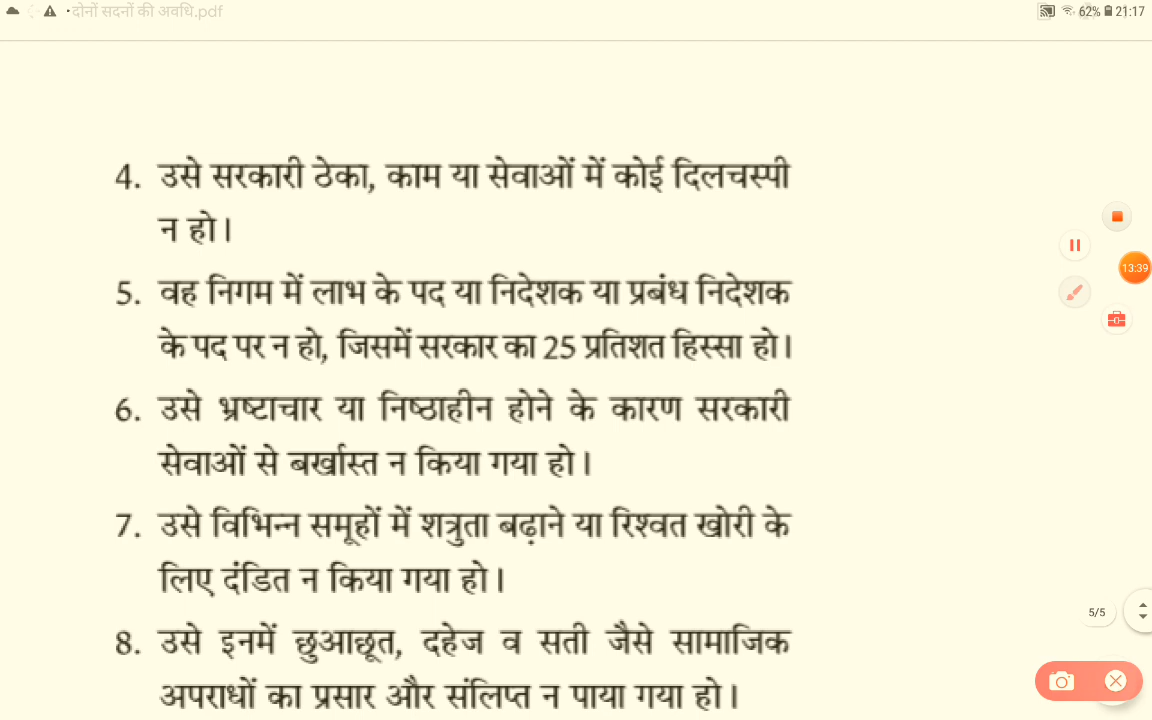 दोनों सदनों की अवधि.pdf
62% 21:17
4. उसे सरकारी ठेका, काम या सेवाओं में कोई दिलचस्पी
न हो।
5. वह निगम में लाभ के पद या निदेशक या प्रबंध निदेशक
के पद पर न हो, जिसमें सरकार का 25 प्रतिशत हिस्सा हो।
6. उसे भ्रष्टाचार या निष्ठाहीन होने के कारण सरकारी
सेवाओं से बर्खास्त न किया गया हो।
7. उसे विभिन्न समूहों में शत्रुता बढ़ाने या रिश्वत खोरी के
लिए दंडित न किया गया हो।
8. उसे इनमें छुआछूत, दहेज व सती जैसे सामाजिक
अपराधों का प्रसार और संलिप्त न पाया गया हो।
13:39
5/5